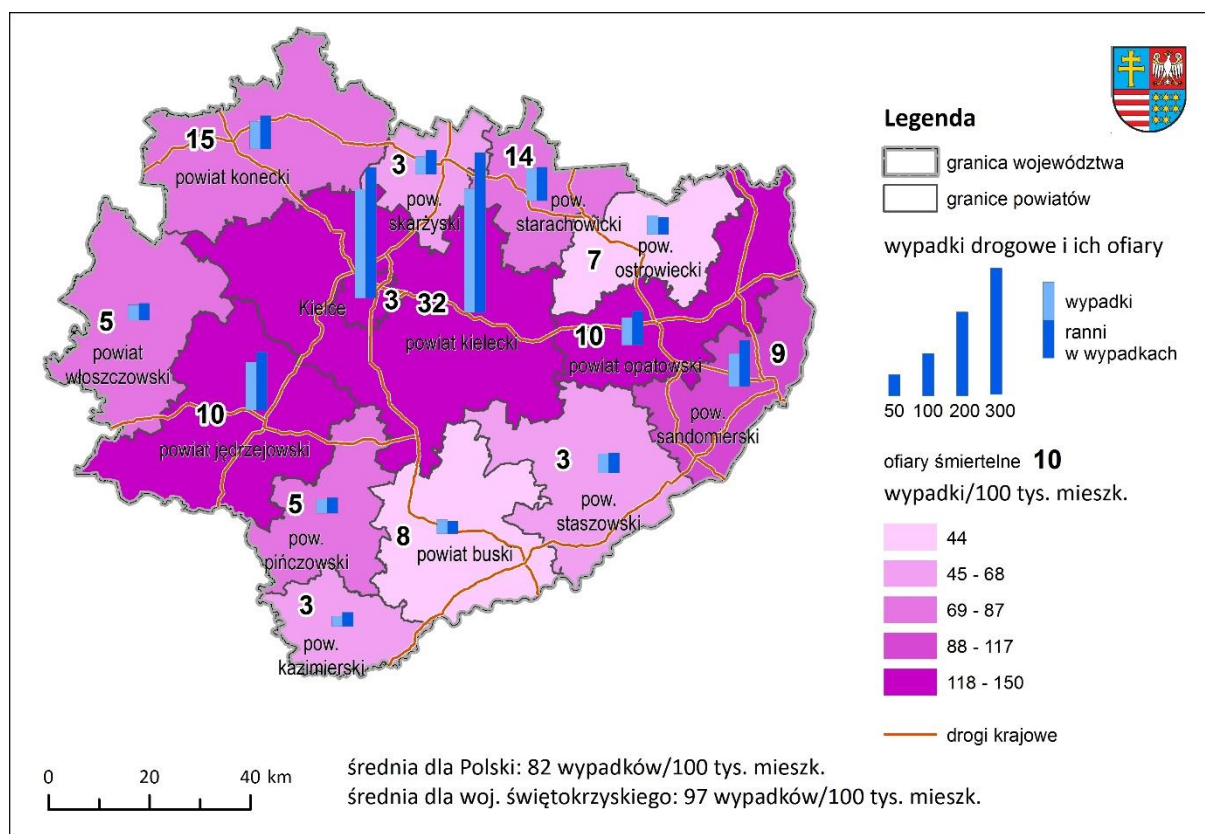 15
powiat konecki
3
pow.
skarżyski
14
pow.
starachowicki
7
pow.
ostrowiecki
5
powiat
włoszczowski
Kielce
3
32
powiat kielecki
10
powiat opatowski
9
pow.
sandomierski
10
powiat jędrzejowski
5
pow.
pińczowski
8
powiat buski
3
pow.
staszowski
3
pow.
kazimierski
Legenda
granica województwa
granice powiatów
wypadki drogowe i ich ofiary
wypadki
ranni
w wypadkach
50 100 200 300
ofiary śmiertelne 10
wypadki/100 tys. mieszk.
44
45 - 68
69 - 87
88 - 117
118 - 150
drogi krajowe
0 20 40 km
średnia dla Polski: 82 wypadków/100 tys. mieszk.
średnia dla woj. świętokrzyskiego: 97 wypadków/100 tys. mieszk.